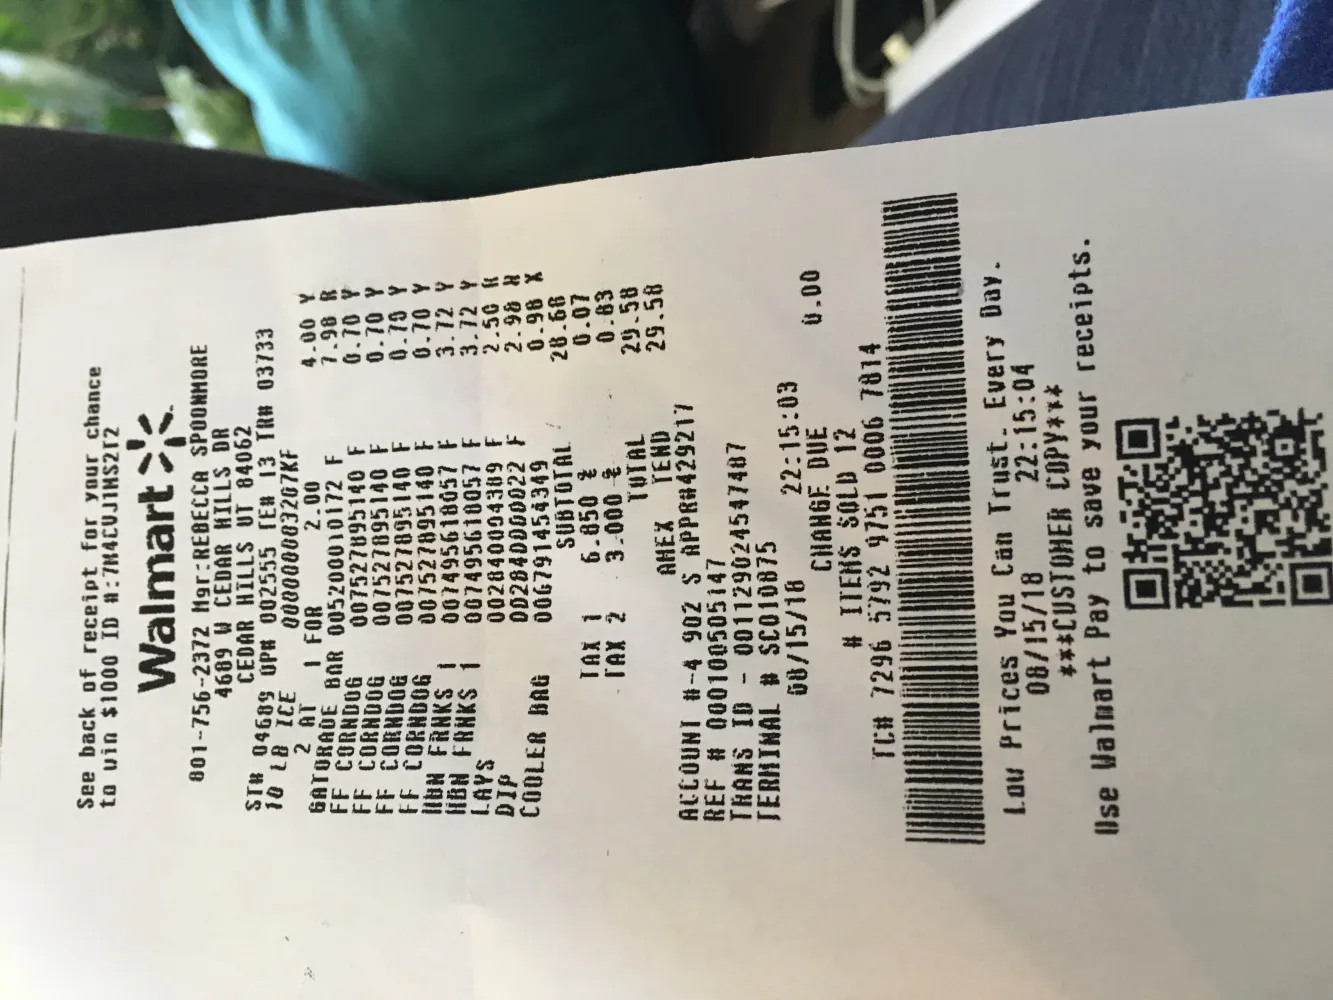 See back of receipt for your chance
to win $1000 ID #:7M4CVJ1MS2T2
Walmart
801-756-2372 Mgr:REBECCA SPOONMORE
4689 W CEDAR HILLS DR
CEDAR HILLS UT 84062
ST# 04689 OP# 002555 TE# 13 TR# 03733
10 LB ICE 000000083207KF
2 AT 1 FOR 2.00 4.00 Y
GATORADE BAR 005200010172 F 7.98 R
FF CORNDOG 007527895140 F 0.70 Y
FF CORNDOG 007527895140 F 0.70 Y
FF CORNDOG 007527895140 F 0.70 Y
FF CORNDOG 007527895140 F 0.70 Y
HBN FRNKS 1 007495618057 F 3.72 Y
HBN FRNKS 1 007495618057 F 3.72 Y
LAYS 002840004389 F 2.50 R
DIP 002840000022 F 2.98 R
COOLER BAG 006791454349 0.98 X
SUBTOTAL 28.68
TAX 1 6.850 % 0.07
TAX 2 3.000 % 0.83
TOTAL 29.58
AMEX TEND 29.58
ACCOUNT #-4 902 S APPR#429217
REF # 000100505147
TRANS ID - 001129024547487
TERMINAL # SC010875
08/15/18 22:15:03
CHANGE DUE 0.00
# ITEMS SOLD 12
TC# 7296 5792 9751 0006 7814
Low Prices You Can Trust. Every Day.
08/15/18 22:15:04
***CUSTOMER COPY***
Use Walmart Pay to save your receipts.